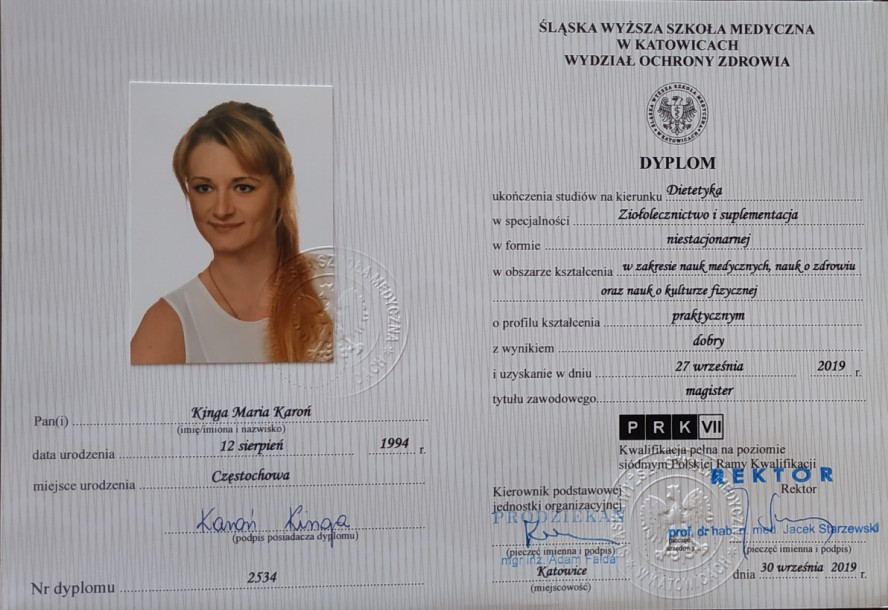 Pan(i) Kinga Maria Karoń
(imię/imiona i nazwisko)
data urodzenia 12 sierpień 1994 r.
miejsce urodzenia Częstochowa
Karoń Kinga
(podpis posiadacza dyplomu)
Nr dyplomu 2534
ŚLĄSKA WYŻSZA SZKOŁA MEDYCZNA
W KATOWICACH
WYDZIAŁ OCHRONY ZDROWIA
ŚLĄSKA WYŻSZA SZKOŁA MEDYCZNA W KATOWICACH
DYPLOM
ukończenia studiów na kierunku Dietetyka
w specjalności Ziołolecznictwo i suplementacja
w formie niestacjonarnej
w obszarze kształcenia w zakresie nauk medycznych, nauk o zdrowiu
oraz nauk o kulturze fizycznej
o profilu kształcenia praktycznym
z wynikiem dobry
i uzyskanie w dniu 27 września 2019 r.
tytułu zawodowego magister
PRK VII
Kwalifikacja pełna na poziomie
siódmym Polskiej Ramy Kwalifikacji
REKTOR
Kierownik podstawowej
jednostki organizacyjnej
Rektor
PRODZIEKAN
prof. dr hab. n. med. Jacek Starzewski
(pieczęć imienna i podpis)
(pieczęć imienna i podpis)
mgr inż. Adam Fałda
Katowice
(miejscowość)
dnia 30 września 2019 r.